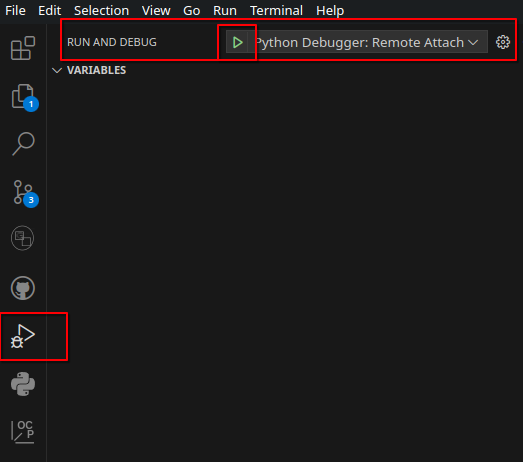 File Edit Selection View Go Run Terminal Help
RUN AND DEBUG Python Debugger: Remote Attach
VARIABLES
1
3
OC
P